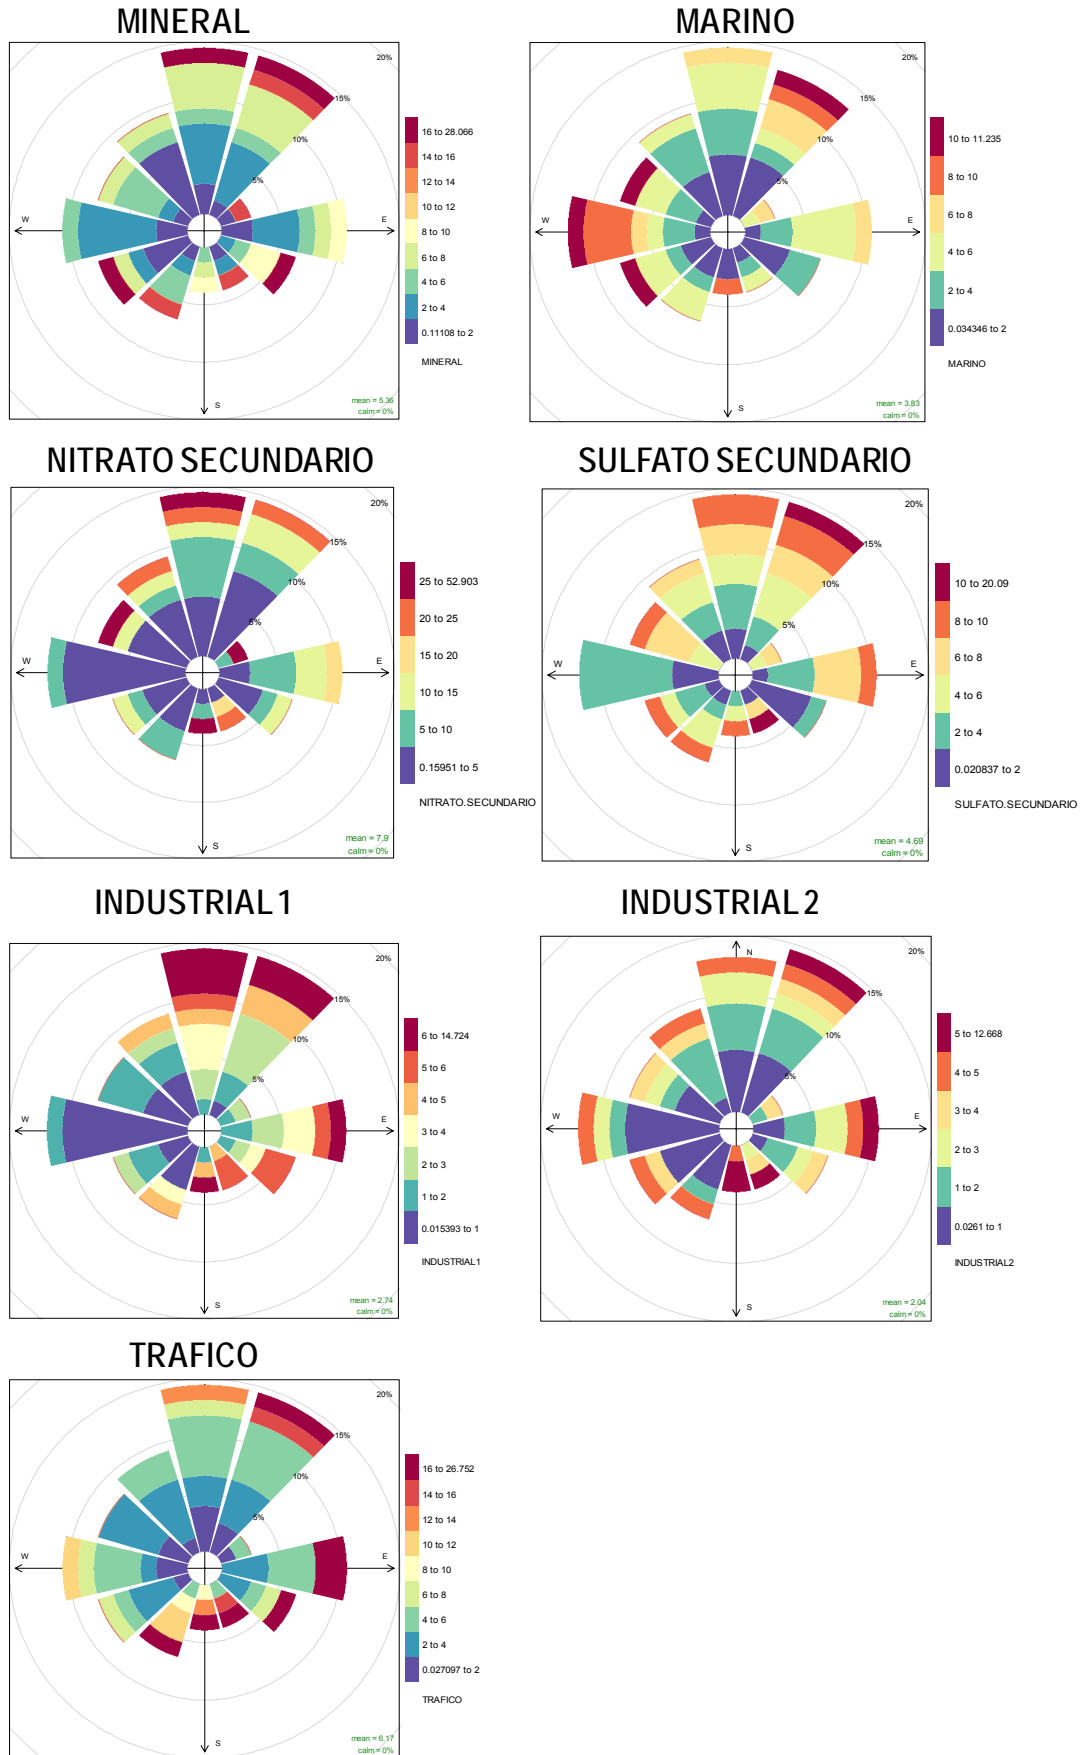 MINERAL
20%
15%
10%
5%
W
E
S
16 to 28.066
14 to 16
12 to 14
10 to 12
8 to 10
6 to 8
4 to 6
2 to 4
0.11108 to 2
MINERAL
mean = 5.36
calm = 0%
MARINO
20%
15%
10%
5%
W
E
S
10 to 11.235
8 to 10
6 to 8
4 to 6
2 to 4
0.034346 to 2
MARINO
mean = 3.83
calm = 0%
NITRATO SECUNDARIO
20%
15%
10%
5%
W
E
S
25 to 52.903
20 to 25
15 to 20
10 to 15
5 to 10
0.15951 to 5
NITRATO.SECUNDARIO
mean = 7.9
calm = 0%
SULFATO SECUNDARIO
20%
15%
10%
5%
W
E
S
10 to 20.09
8 to 10
6 to 8
4 to 6
2 to 4
0.020837 to 2
SULFATO.SECUNDARIO
mean = 4.69
calm = 0%
INDUSTRIAL 1
20%
15%
10%
5%
W
E
S
6 to 14.724
5 to 6
4 to 5
3 to 4
2 to 3
1 to 2
0.015393 to 1
INDUSTRIAL1
mean = 2.74
calm = 0%
INDUSTRIAL 2
N
20%
15%
10%
5%
W
E
S
5 to 12.668
4 to 5
3 to 4
2 to 3
1 to 2
0.0261 to 1
INDUSTRIAL2
mean = 2.04
calm = 0%
TRAFICO
20%
15%
10%
5%
W
E
S
16 to 26.752
14 to 16
12 to 14
10 to 12
8 to 10
6 to 8
4 to 6
2 to 4
0.027097 to 2
TRAFICO
mean = 6.17
calm = 0%